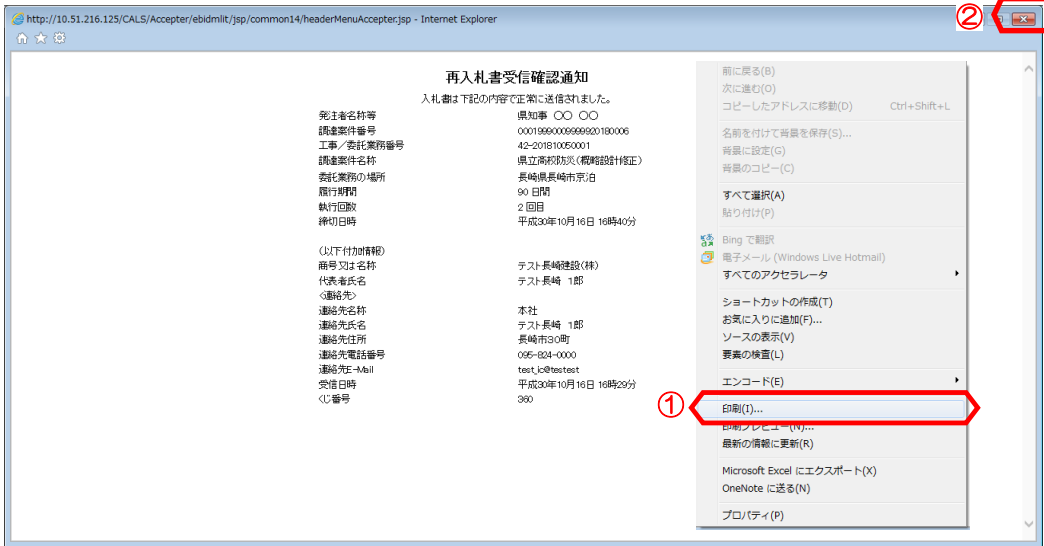 http://10.51.216.125/CALS/Accepter/ebidmlit/jsp/common14/headerMenuAccepter.jsp - Internet Explorer
②
再入札書受信確認通知
入札書は下記の内容で正常に送信されました。
発注者名称等 県知事 〇〇 〇〇
調達案件番号 00019990009999920180006
工事／委託業務番号 42-201810050001
調達案件名称 県立高校防災(概略設計修正)
委託業務の場所 長崎県長崎市京泊
履行期間 90 日間
執行回数 2 回目
締切日時 平成30年10月16日 16時40分
(以下付加情報)
商号又は名称 テスト長崎建設(株)
代表者氏名 テスト長崎 1郎
<連絡先>
連絡先名称 本社
連絡先氏名 テスト長崎 1郎
連絡先住所 長崎市30町
連絡先電話番号 095-824-0000
連絡先E-Mail test_ic@testest
受信日時 平成30年10月16日 16時29分
くじ番号 360
前に戻る(B)
次に進む(O)
コピーしたアドレスに移動(D) Ctrl+Shift+L
名前を付けて背景を保存(S)...
背景に設定(G)
背景のコピー(C)
すべて選択(A)
貼り付け(P)
Bing で翻訳
電子メール (Windows Live Hotmail)
すべてのアクセラレータ
ショートカットの作成(T)
お気に入りに追加(F)...
ソースの表示(V)
要素の検査(L)
エンコード(E)
①
印刷(I)...
印刷プレビュー(N)...
最新の情報に更新(R)
Microsoft Excel にエクスポート(X)
OneNote に送る(N)
プロパティ(P)